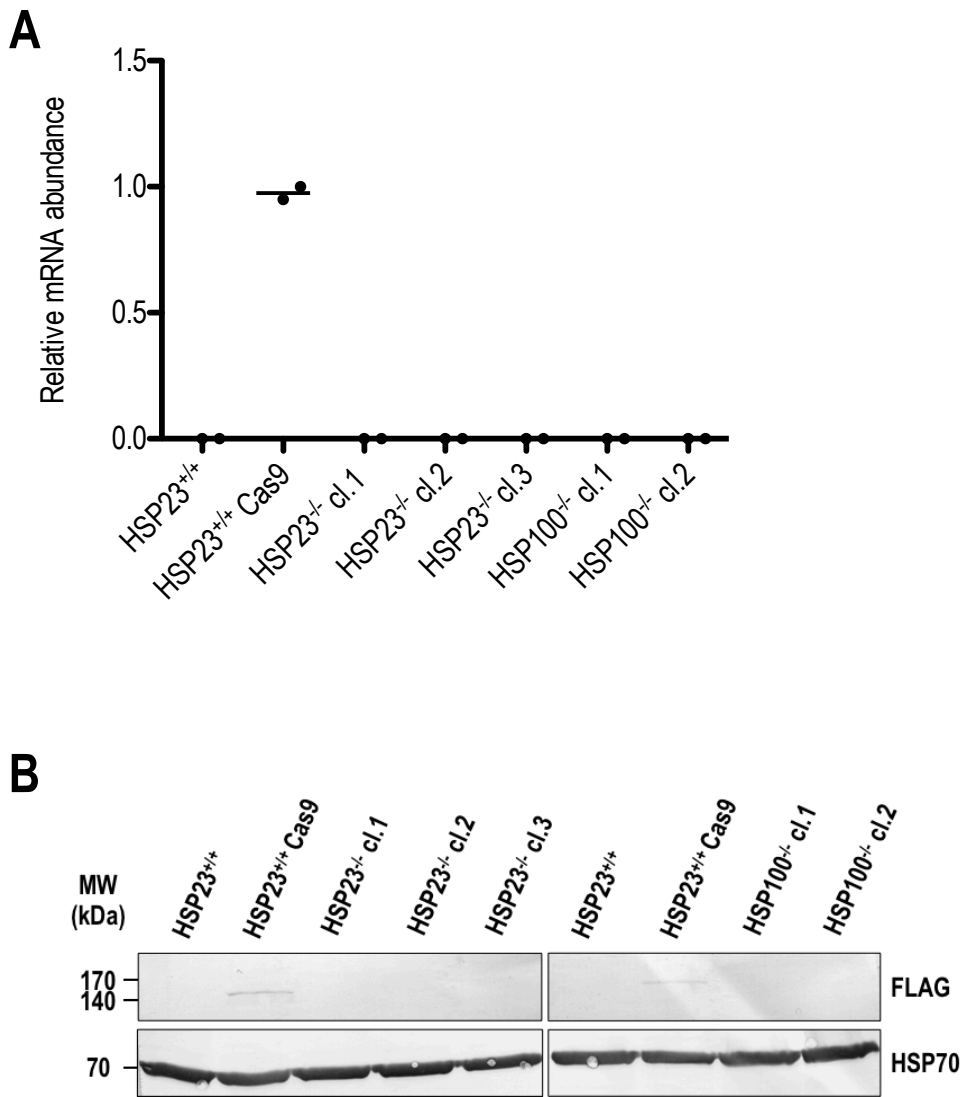 A
1.5
1.0
0.5
0.0
Relative mRNA abundance
HSP23+/+
HSP23+/+ Cas9
HSP23-/- cl.1
HSP23-/- cl.2
HSP23-/- cl.3
HSP100-/- cl.1
HSP100-/- cl.2
B
MW
(kDa)
HSP23+/+
HSP23+/+ Cas9
HSP23-/- cl.1
HSP23-/- cl.2
HSP23-/- cl.3
HSP23+/+
HSP23+/+ Cas9
HSP100-/- cl.1
HSP100-/- cl.2
170
140
FLAG
70
HSP70